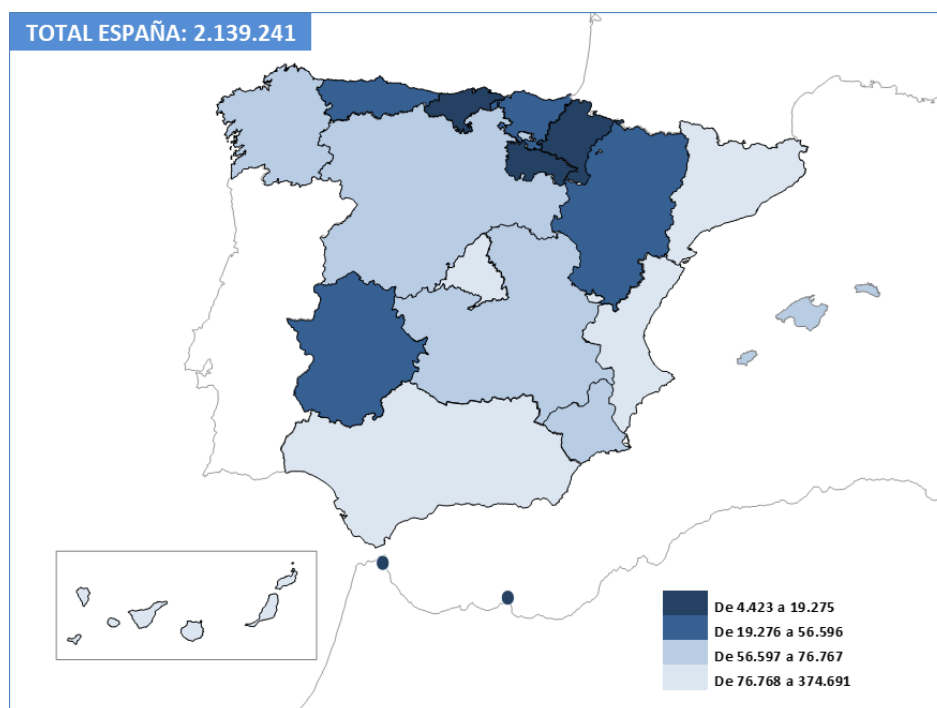 TOTAL ESPAÑA: 2.139.241
De 4.423 a 19.275
De 19.276 a 56.596
De 56.597 a 76.767
De 76.768 a 374.691